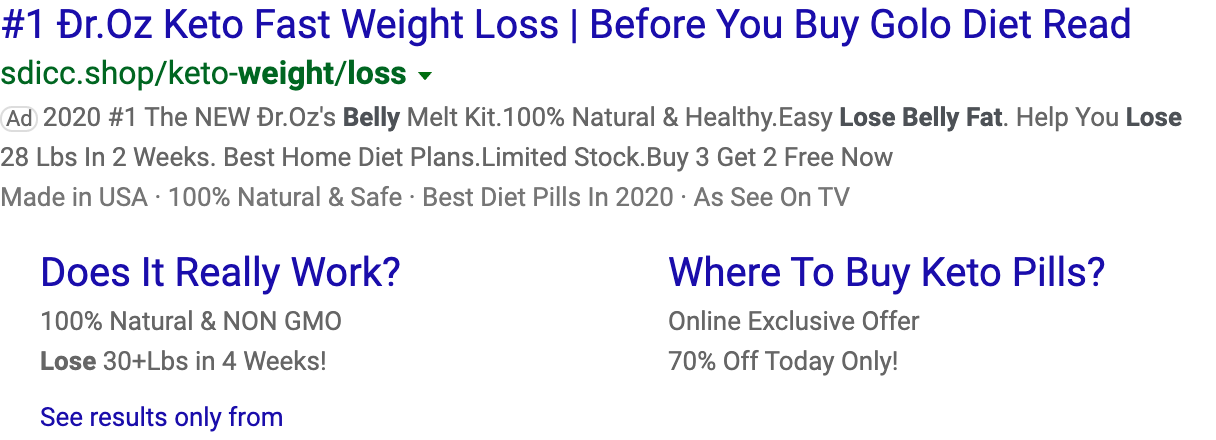 #1 Ðr.Oz Keto Fast Weight Loss | Before You Buy Golo Diet Read
sdicc.shop/keto-weight/loss
Ad 2020 #1 The NEW Ðr.Oz's Belly Melt Kit.100% Natural & Healthy.Easy Lose Belly Fat. Help You Lose
28 Lbs In 2 Weeks. Best Home Diet Plans.Limited Stock.Buy 3 Get 2 Free Now
Made in USA · 100% Natural & Safe · Best Diet Pills In 2020 · As See On TV
Does It Really Work?
100% Natural & NON GMO
Lose 30+Lbs in 4 Weeks!
Where To Buy Keto Pills?
Online Exclusive Offer
70% Off Today Only!
See results only from